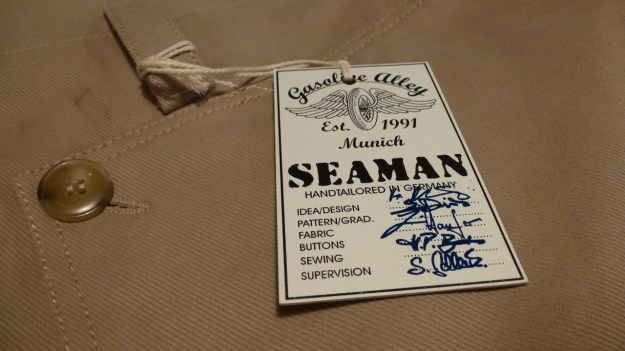 Gasoline Alley
Est. 1991
Munich
SEAMAN
HANDTAILORED IN GERMANY
IDEA/DESIGN
PATTERN/GRAD.
FABRIC
BUTTONS
SEWING
SUPERVISION